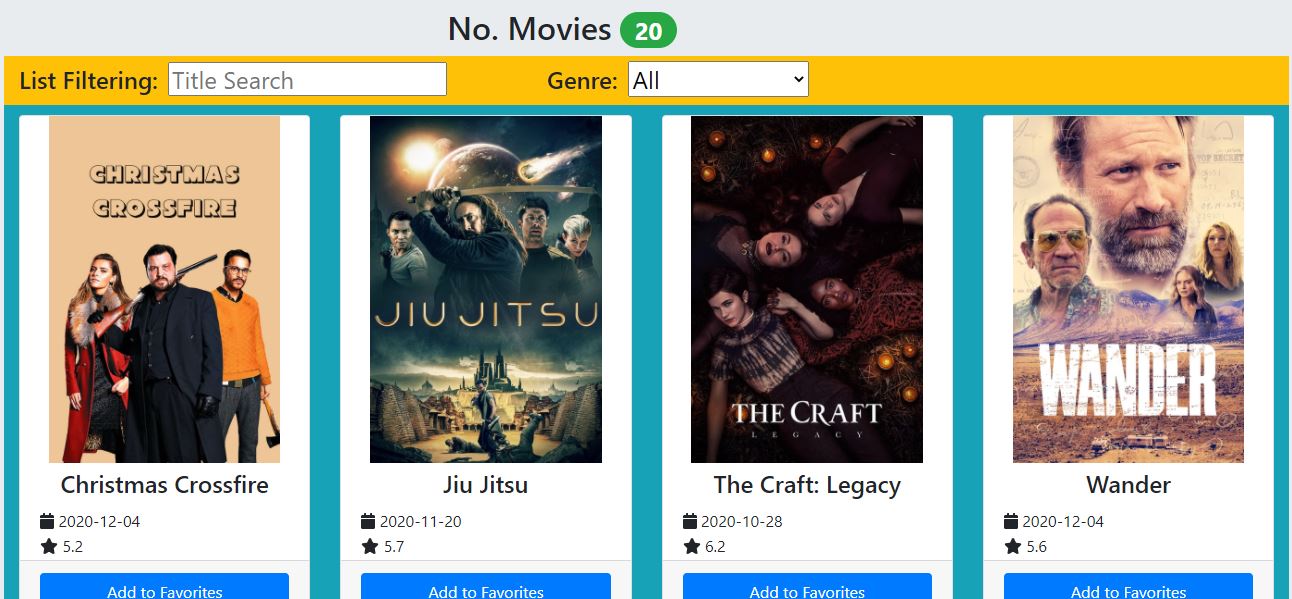 No. Movies 20
List Filtering: Title Search Genre: All
CHRISTMAS
CROSSFIRE
JIU JITSU
THE CRAFT
LEGACY
TOP SECRET
WANDER
Christmas Crossfire
Jiu Jitsu
The Craft: Legacy
Wander
2020-12-04
2020-11-20
2020-10-28
2020-12-04
5.2
5.7
6.2
5.6
Add to Favorites
Add to Favorites
Add to Favorites
Add to Favorites